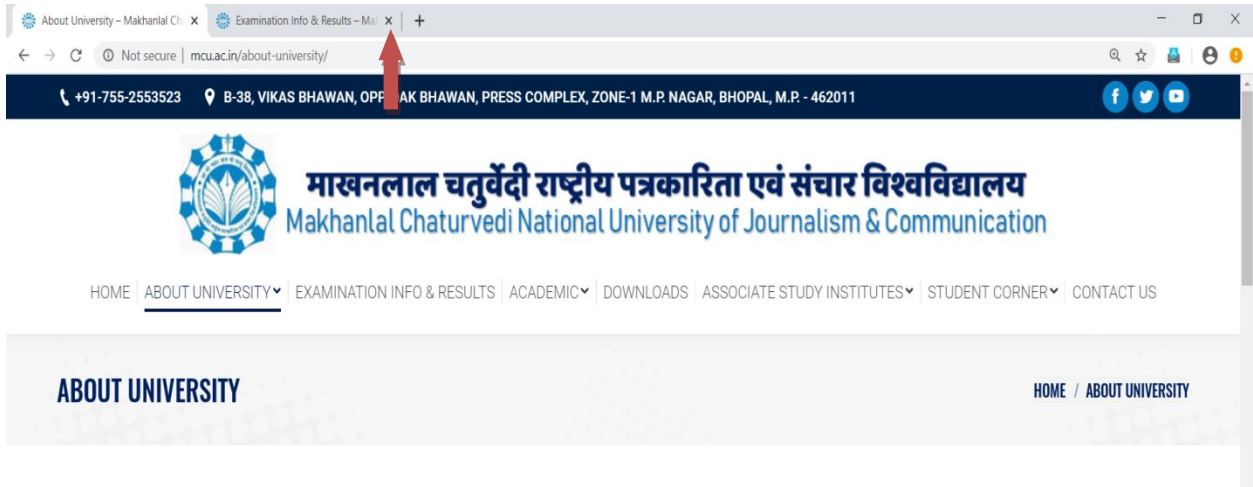 About University – Makhanlal Ch
Examination Info & Results – Mak
Not secure | mcu.ac.in/about-university/
+91-755-2553523 B-38, VIKAS BHAWAN, OPP AK BHAWAN, PRESS COMPLEX, ZONE-1 M.P. NAGAR, BHOPAL, M.P. - 462011
माखनलाल चतुर्वेदी राष्ट्रीय पत्रकारिता एवं संचार विश्वविद्यालय
Makhanlal Chaturvedi National University of Journalism & Communication
HOME ABOUT UNIVERSITY EXAMINATION INFO & RESULTS ACADEMIC DOWNLOADS ASSOCIATE STUDY INSTITUTES STUDENT CORNER CONTACT US
ABOUT UNIVERSITY
HOME / ABOUT UNIVERSITY